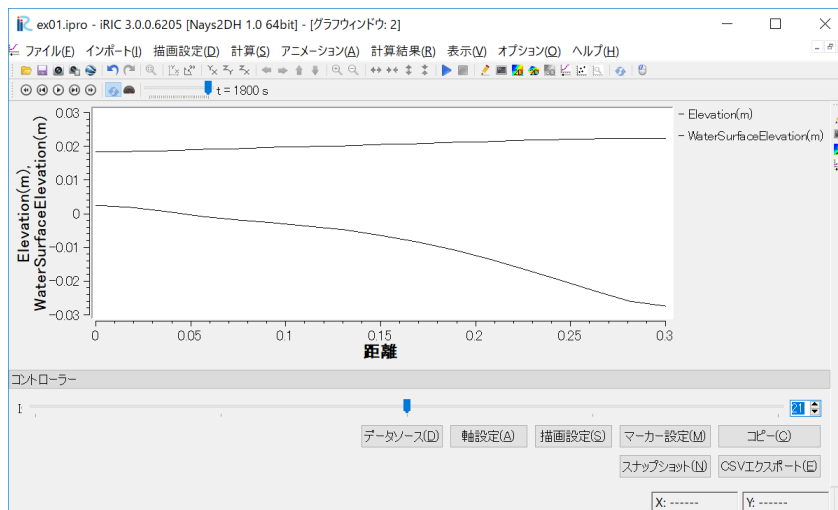 ex01.ipro - iRIC 3.0.0.6205 [Nays2DH 1.0 64bit] - [グラフウィンドウ: 2]
ファイル(F) インポート(I) 描画設定(D) 計算(S) アニメーション(A) 計算結果(R) 表示(V) オプション(O) ヘルプ(H)
t = 1800 s
Elevation(m),
WaterSurfaceElevation(m)
0.03
0.02
0.01
0
-0.01
-0.02
-0.03
0 0.05 0.1 0.15 0.2 0.25 0.3
距離
- Elevation(m)
- WaterSurfaceElevation(m)
コントローラー
I: 21
データソース(D) 軸設定(A) 描画設定(S) マーカー設定(M) コピー(C)
スナップショット(N) CSVエクスポート(E)
X: ------ Y: ------